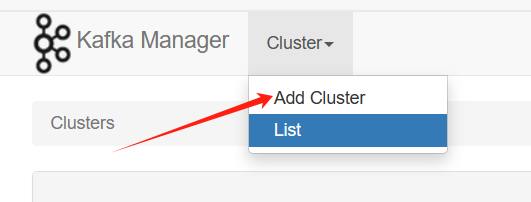 Kafka Manager Cluster
Add Cluster
Clusters
List